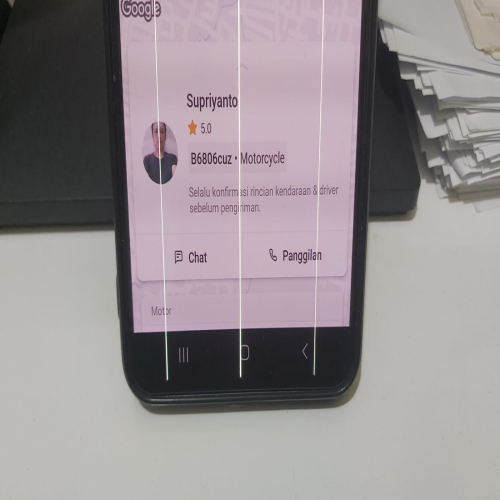 Google
Supriyanto
5.0
B6806cuz • Motorcycle
Selalu konfirmasi rincian kendaraan & driver
sebelum pengiriman.
Chat
Panggilan
Motor